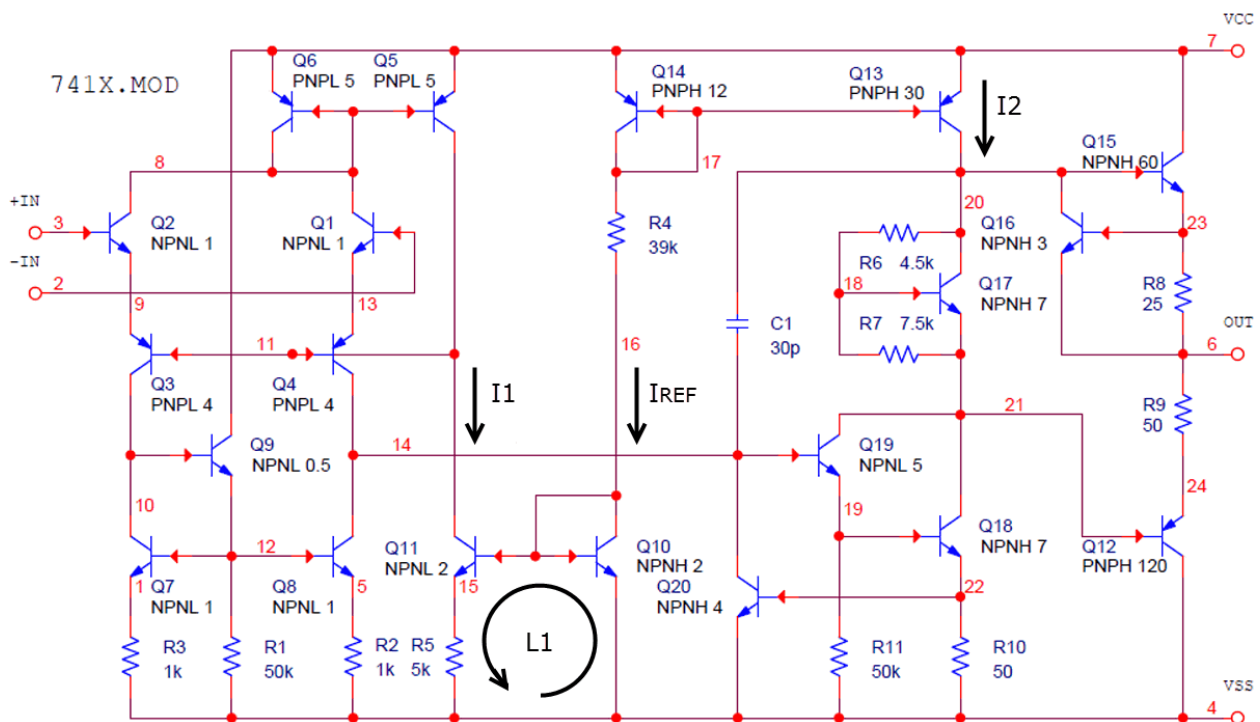 741X.MOD
VCC
7
Q6
PNPL 5
Q5
PNPL 5
Q14
PNPH 12
Q13
PNPH 30
I2
Q15
NPNH 60
8
17
+IN
3
Q2
NPNL 1
Q1
NPNL 1
R4
39k
20
Q16
NPNH 3
23
-IN
2
R6 4.5k
9
13
18
Q17
NPNH 7
R8
25
C1
30p
R7 7.5k
OUT
6
11
16
Q3
PNPL 4
Q4
PNPL 4
I1
IREF
R9
50
21
Q9
NPNL 0.5
14
Q19
NPNL 5
10
24
19
12
Q11
NPNL 2
Q10
NPNH 2
Q18
NPNH 7
Q12
PNPH 120
1
Q7
NPNL 1
Q8
NPNL 1
5
15
Q20
NPNH 4
22
L1
R3
1k
R1
50k
R2
1k
R5
5k
R11
50k
R10
50
VSS
4